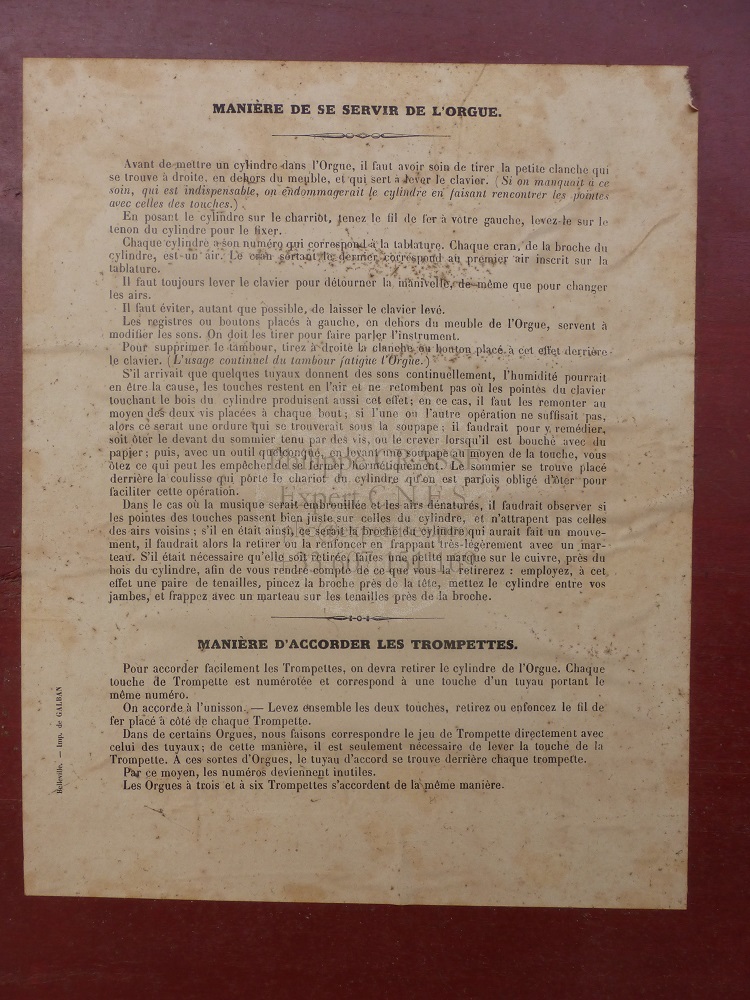 MANIÈRE DE SE SERVIR DE L'ORGUE.
Avant de mettre un cylindre dans l'Orgue, il faut avoir soin de tirer la petite clanche qui
se trouve à droite, en dehors du meuble, et qui sert à lever le clavier. (Si on manquait à ce
soin, qui est indispensable, on endommagerait le cylindre en faisant rencontrer les pointes
avec celles des touches.)
En posant le cylindre sur le charriot, tenez le fil de fer à votre gauche, levez-le sur le
tenon du cylindre pour le fixer.
Chaque cylindre a son numéro qui correspond à la tablature. Chaque cran, de la broche du
cylindre, est un air. Le cran sortant le dernier correspond au premier air inscrit sur la
tablature.
Il faut toujours lever le clavier pour détourner la manivelle, de même que pour changer
les airs.
Il faut éviter, autant que possible, de laisser le clavier levé.
Les registres ou boutons placés à gauche, en dehors du meuble de l'Orgue, servent à
modifier les sons. On doit les tirer pour faire parler l'instrument.
Pour supprimer le tambour, tirez à droite la clanche ou bouton placé à cet effet derrière
le clavier. (L'usage continuel du tambour fatigue l'Orgue.)
S'il arrivait que quelques tuyaux donnent des sons continuellement, l'humidité pourrait
en être la cause, les touches restent en l'air et ne retombent pas où les pointes du clavier
touchant le bois du cylindre produisent aussi cet effet; en ce cas, il faut les remonter au
moyen des deux vis placées à chaque bout; si l'une ou l'autre opération ne suffisait pas,
alors ce serait une ordure qui se trouverait sous la soupape; il faudrait pour y remédier,
soit ôter le devant du sommier tenu par des vis, ou le crever lorsqu'il est bouché avec du
papier; puis, avec un outil quelconque, en levant une soupape au moyen de la touche, vous
ôtez ce qui peut les empêcher de se fermer hermétiquement. Le sommier se trouve placé
derrière la coulisse qui porte le chariot du cylindre qu'on est parfois obligé d'ôter pour
faciliter cette opération.
Dans le cas où la musique serait embrouillée et les airs dénaturés, il faudrait observer si
les pointes des touches passent bien juste sur celles du cylindre, et n'attrapent pas celles
des airs voisins; s'il en était ainsi, ce serait la broche du cylindre qui aurait fait un mouve-
ment, il faudrait alors la retirer ou la renfoncer en frappant très-légèrement avec un mar-
teau. S'il était nécessaire qu'elle soit retirée, faites une petite marque sur le cuivre, près du
bois du cylindre, afin de vous rendre compte de ce que vous la retirerez : employez, à cet
effet une paire de tenailles, pincez la broche près de la tête, mettez le cylindre entre vos
jambes, et frappez avec un marteau sur les tenailles près de la broche.
MANIÈRE D'ACCORDER LES TROMPETTES.
Pour accorder facilement les Trompettes, on devra retirer le cylindre de l'Orgue. Chaque
touche de Trompette est numérotée et correspond à une touche d'un tuyau portant le
même numéro.
On accorde à l'unisson. — Levez ensemble les deux touches, retirez ou enfoncez le fil de
fer placé à côté de chaque Trompette.
Dans de certains Orgues, nous faisons correspondre le jeu de Trompette directement avec
celui des tuyaux; de cette manière, il est seulement nécessaire de lever la touche de la
Trompette. A ces sortes d'Orgues, le tuyau d'accord se trouve derrière chaque trompette.
Par ce moyen, les numéros deviennent inutiles.
Les Orgues à trois et à six Trompettes s'accordent de la même manière.
Belleville. — Imp. de GALBAN
Expert C.N.E.S.